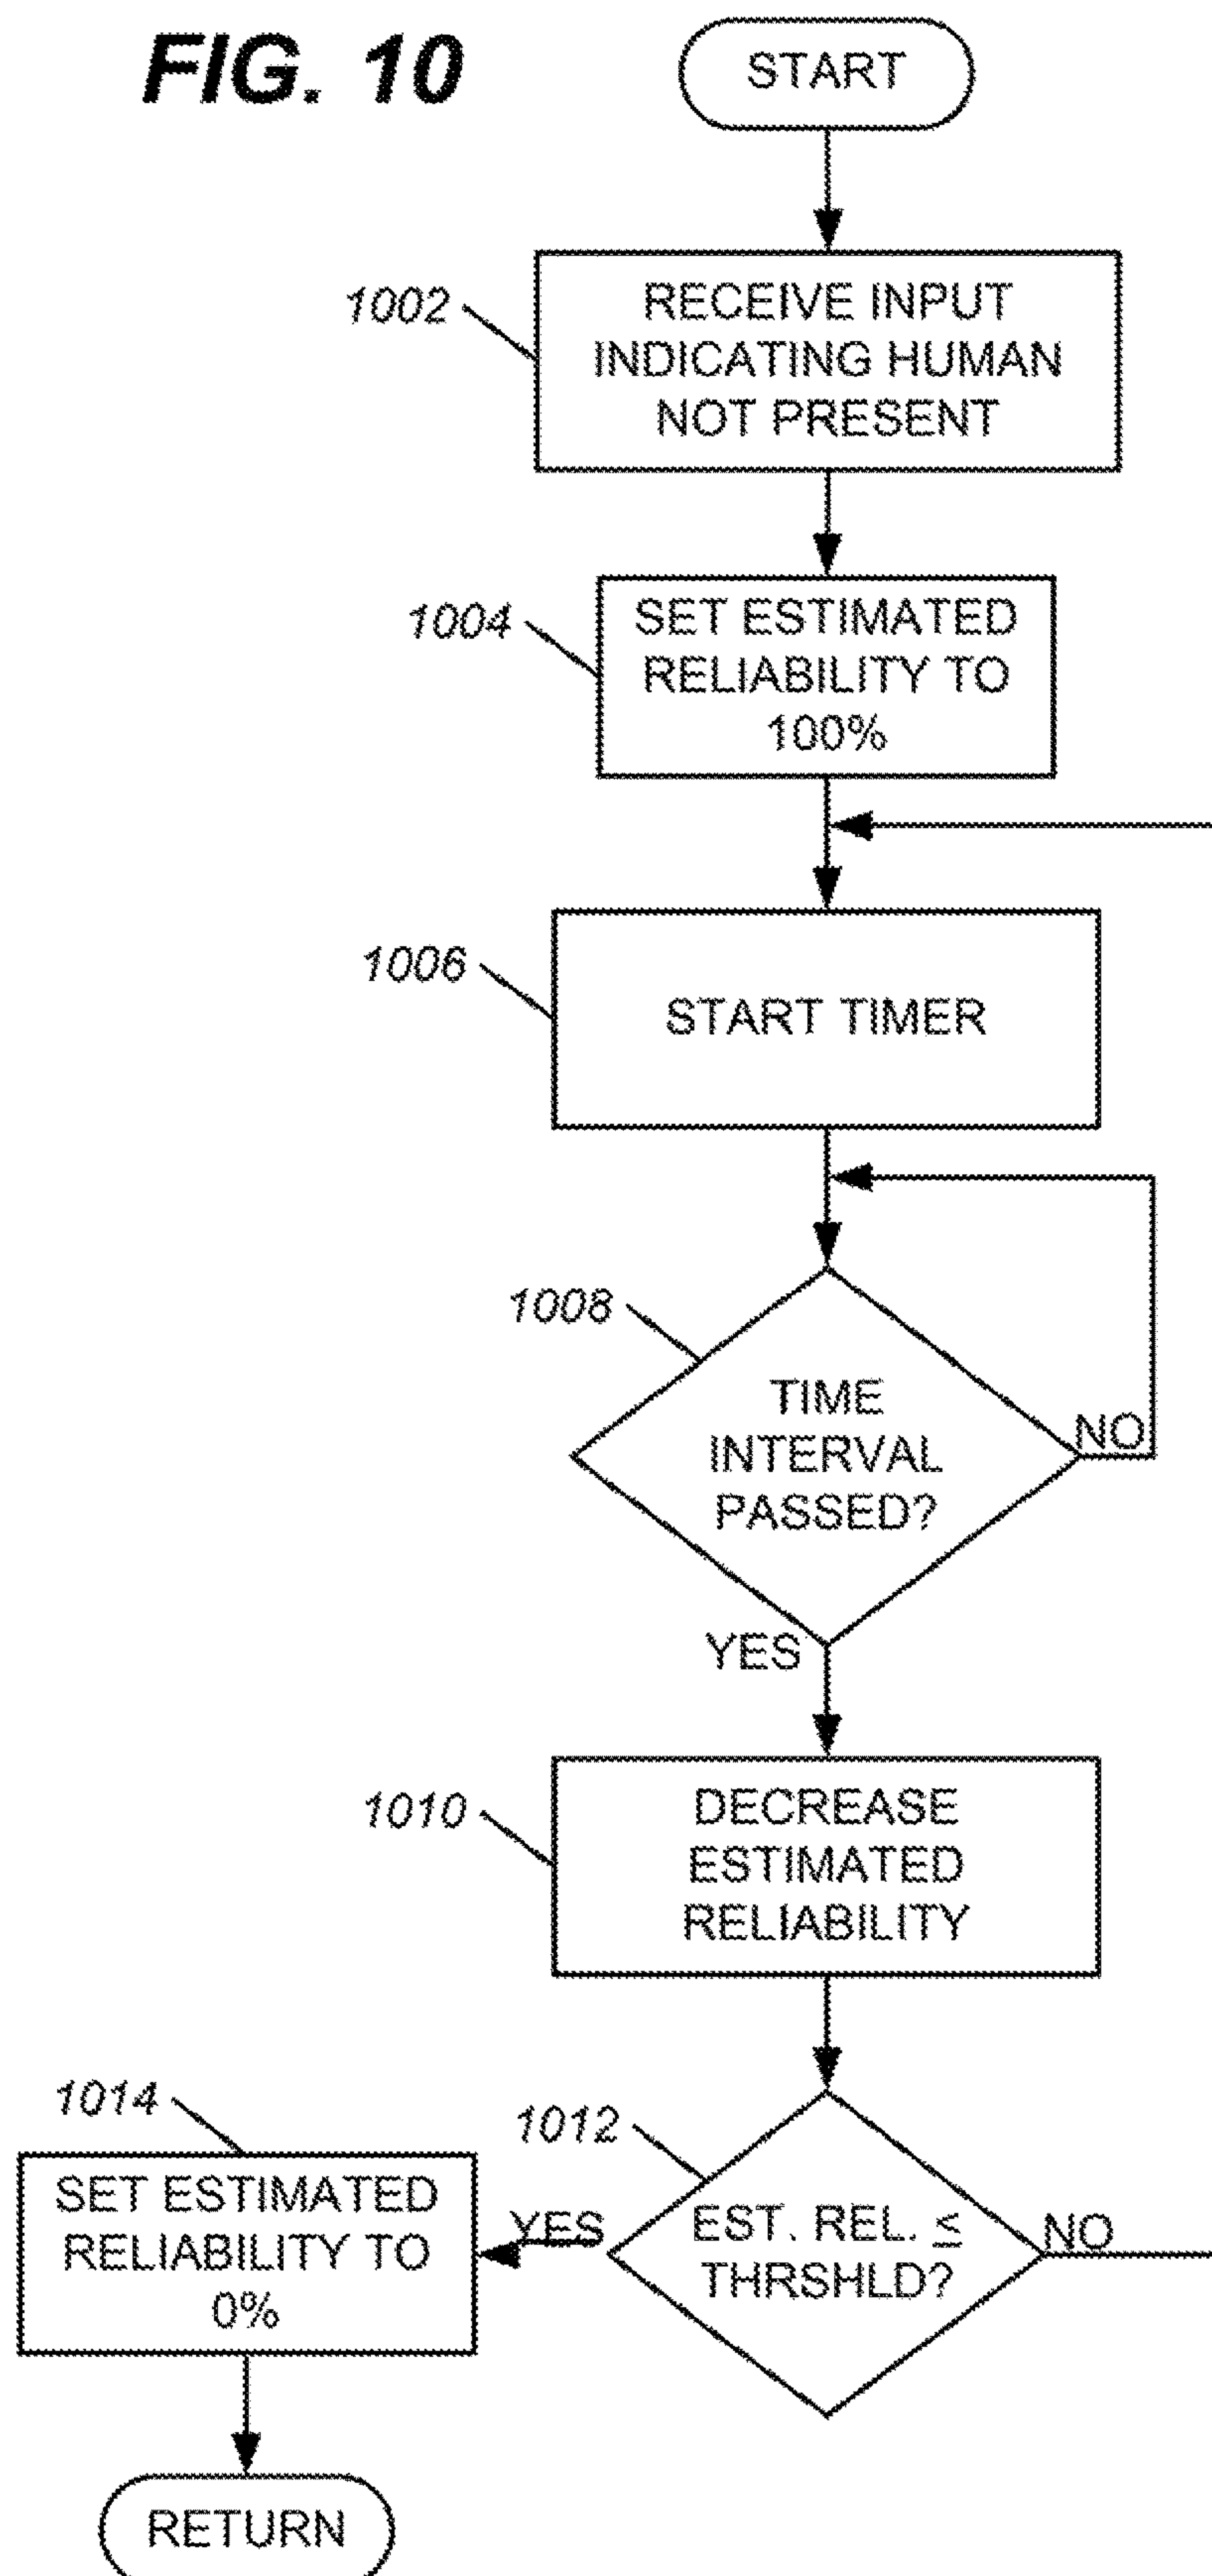 FIG. 10
START
1002
RECEIVE INPUT
INDICATING HUMAN
NOT PRESENT
1004
SET ESTIMATED
RELIABILITY TO
100%
1006
START TIMER
1008
TIME
INTERVAL
PASSED?
NO
YES
1010
DECREASE
ESTIMATED
RELIABILITY
1014
SET ESTIMATED
RELIABILITY TO
0%
YES
1012
EST. REL. ≤
THRSHLD?
NO
RETURN